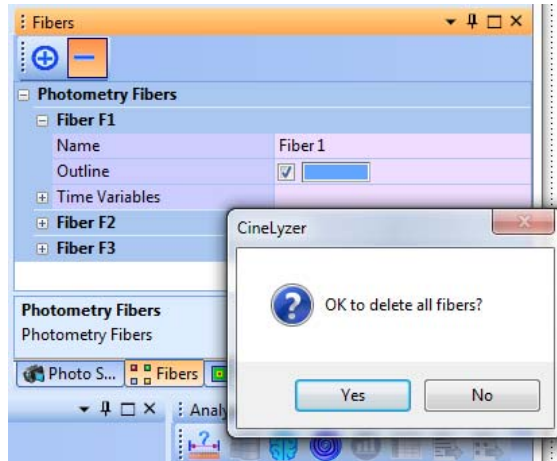 Fibers
Photometry Fibers
Fiber F1
Name Fiber 1
Outline
Time Variables
Fiber F2
Fiber F3
CineLyzer
OK to delete all fibers?
Yes No
Photometry Fibers
Photometry Fibers
Photo S... Fibers